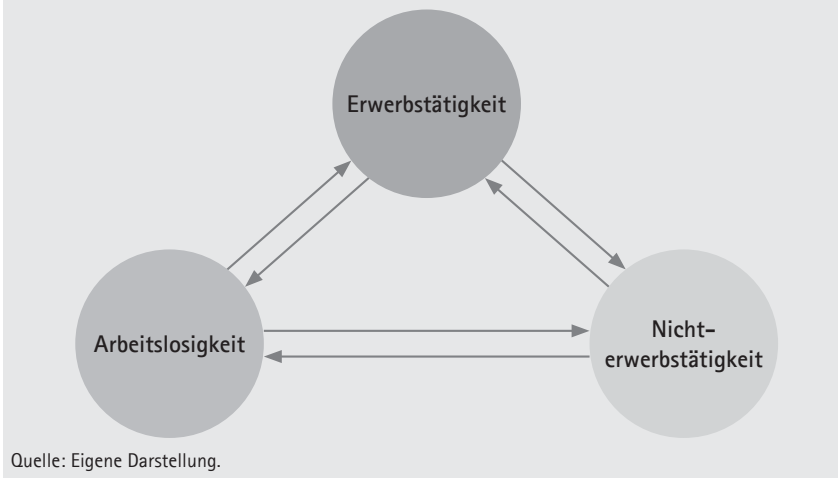 Erwerbstätigkeit
Arbeitslosigkeit
Nicht-
erwerbstätigkeit
Quelle: Eigene Darstellung.